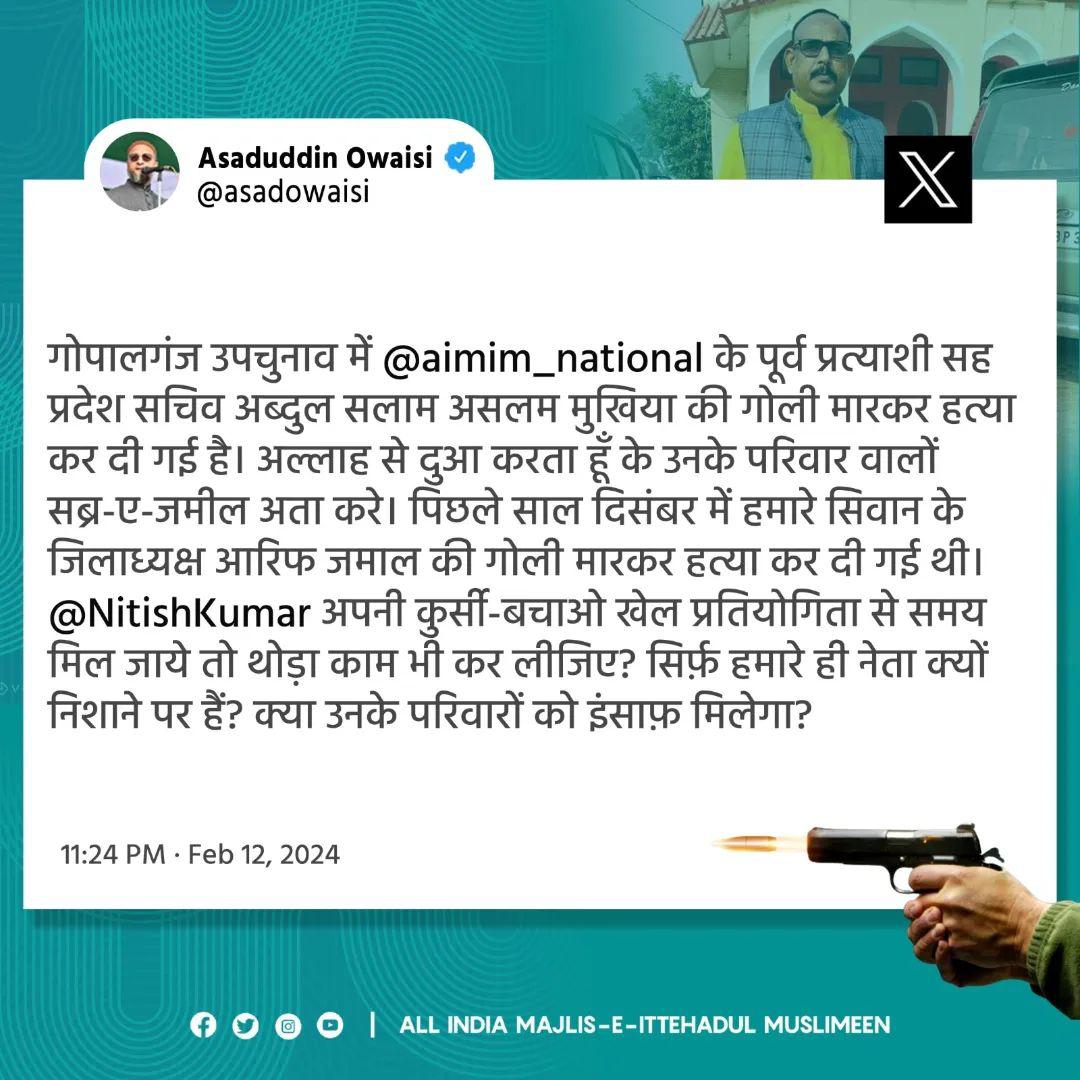 Asaduddin Owaisi
@asadowaisi
गोपालगंज उपचुनाव में @aimim_national के पूर्व प्रत्याशी सह
प्रदेश सचिव अब्दुल सलाम असलम मुखिया की गोली मारकर हत्या
कर दी गई है। अल्लाह से दुआ करता हूँ के उनके परिवार वालों
सब्र-ए-जमील अता करे। पिछले साल दिसंबर में हमारे सिवान के
जिलाध्यक्ष आरिफ जमाल की गोली मारकर हत्या कर दी गई थी।
@NitishKumar अपनी कुर्सी-बचाओ खेल प्रतियोगिता से समय
मिल जाये तो थोड़ा काम भी कर लीजिए? सिर्फ़ हमारे ही नेता क्यों
निशाने पर हैं? क्या उनके परिवारों को इंसाफ़ मिलेगा?
11:24 PM · Feb 12, 2024
| ALL INDIA MAJLIS-E-ITTEHADUL MUSLIMEEN